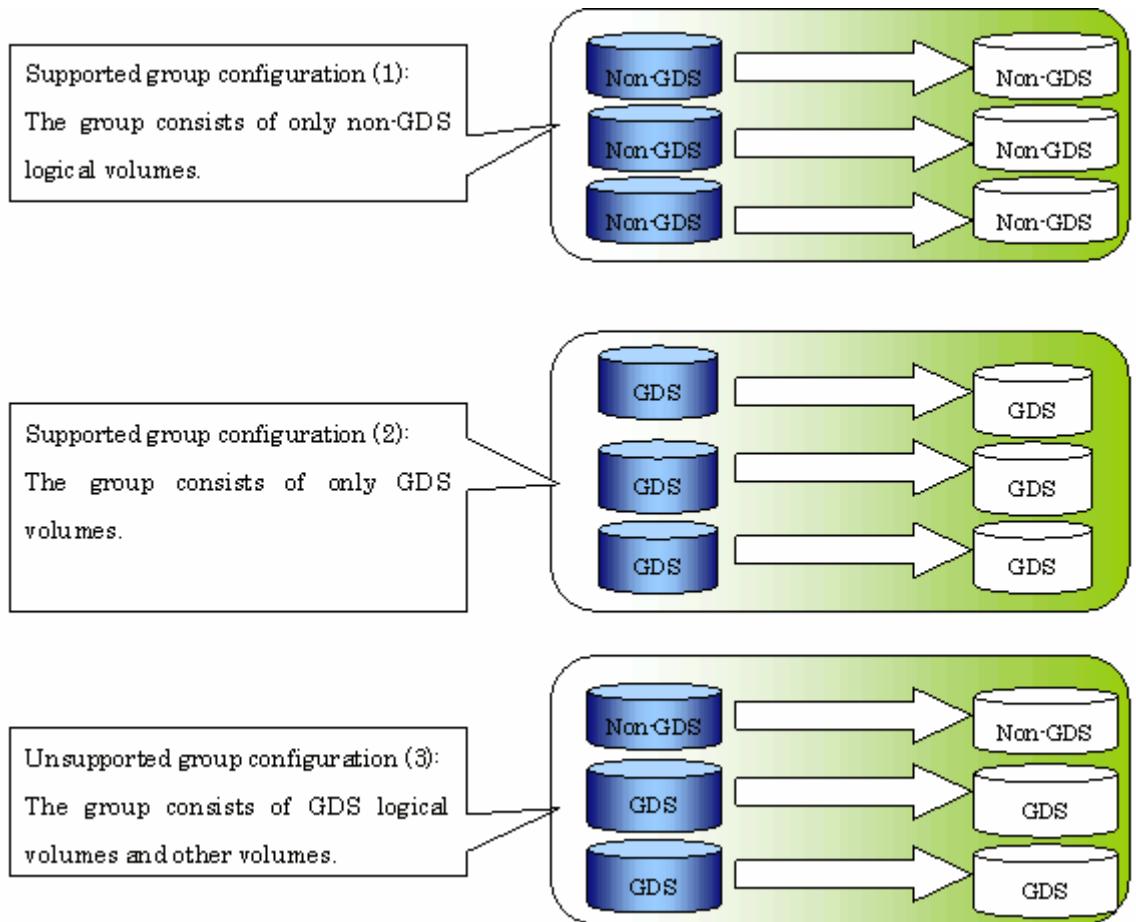 Supported group configuration (1):
The group consists of only non-GDS
logical volumes.
Non-GDS
Non-GDS
Non-GDS
Non-GDS
Non-GDS
Non-GDS
Supported group configuration (2):
The group consists of only GDS
volumes.
GDS
GDS
GDS
GDS
GDS
GDS
Unsupported group configuration (3):
The group consists of GDS logical
volumes and other volumes.
Non-GDS
Non-GDS
GDS
GDS
GDS
GDS